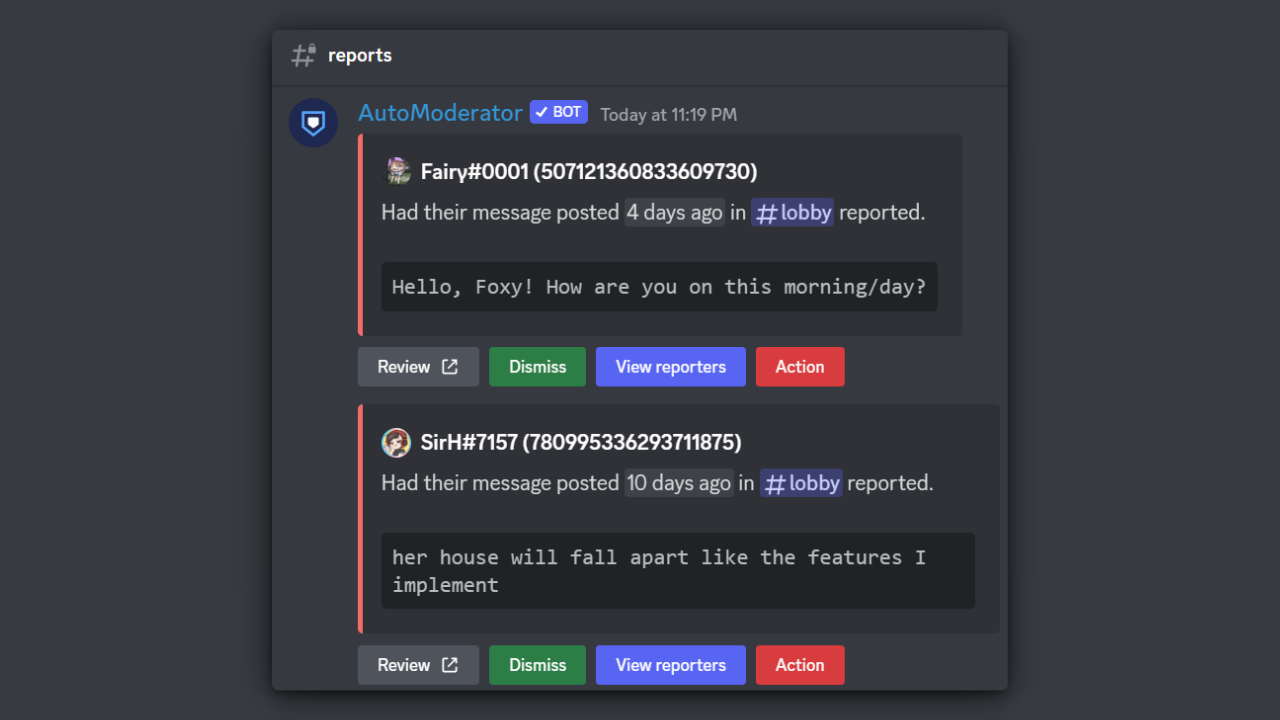 reports
AutoModerator BOT Today at 11:19 PM
Fairy#0001 (507121360833609730)
Had their message posted 4 days ago in #lobby reported.
Hello, Foxy! How are you on this morning/day?
Review Dismiss View reporters Action
SirH#7157 (780995336293711875)
Had their message posted 10 days ago in #lobby reported.
her house will fall apart like the features I
implement
Review Dismiss View reporters Action